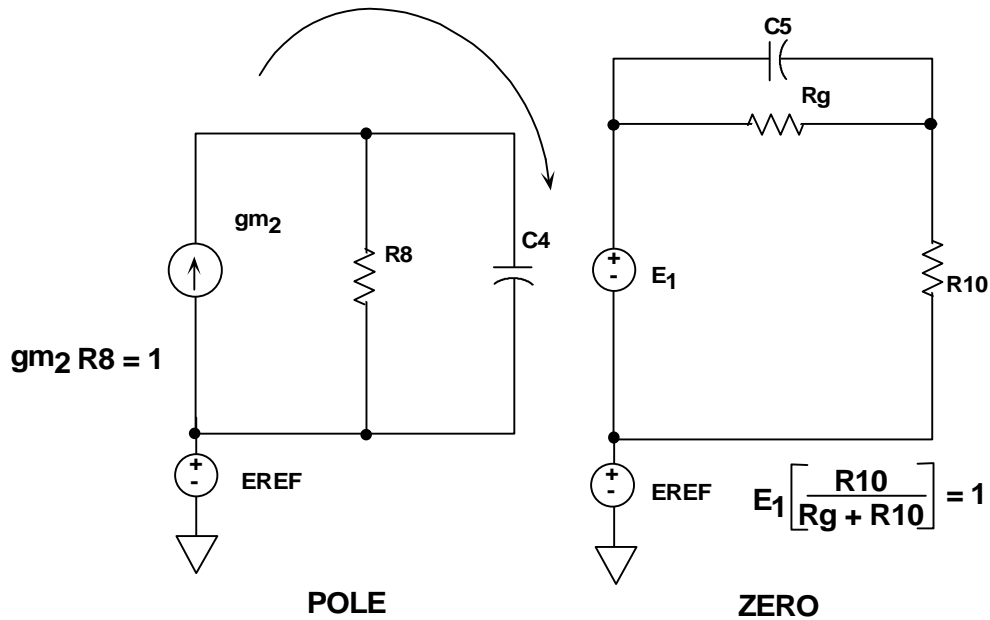 C5
Rg
gm2
R8
C4
+
-
E1
R10
gm2 R8 = 1
+
-
EREF
+
-
EREF
E1 [ R10 / Rg + R10 ] = 1
POLE
ZERO